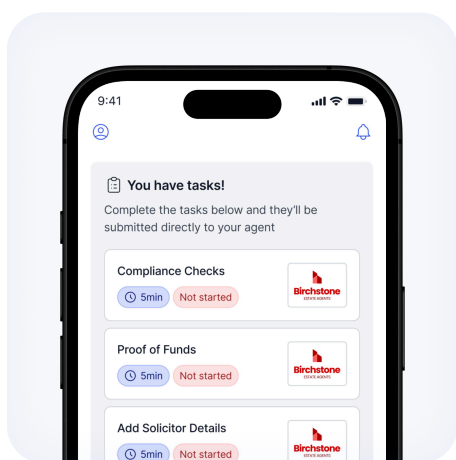 9:41
You have tasks!
Complete the tasks below and they'll be
submitted directly to your agent
Compliance Checks
5min Not started
Birchstone
ESTATE AGENTS
Proof of Funds
5min Not started
Birchstone
ESTATE AGENTS
Add Solicitor Details
5min Not started
Birchstone
ESTATE AGENTS